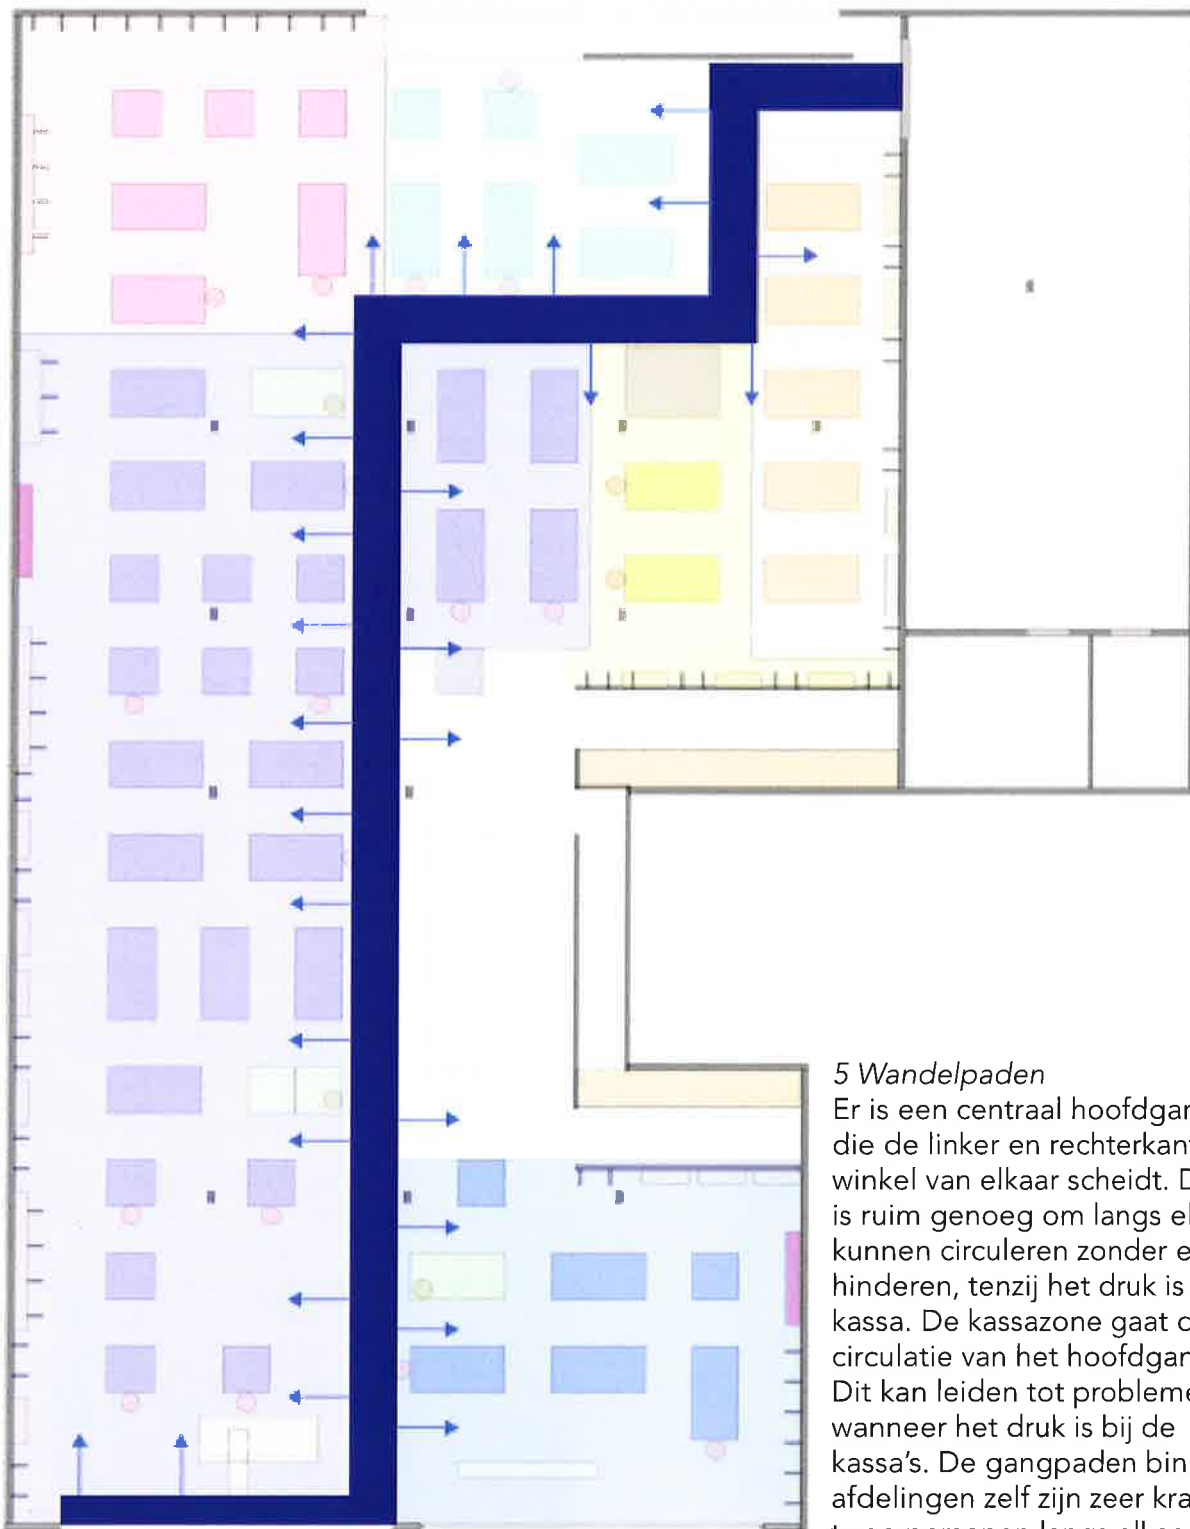 5 Wandelpaden
Er is een centraal hoofdgan
die de linker en rechterkant
winkel van elkaar scheidt. D
is ruim genoeg om langs el
kunnen circuleren zonder e
hinderen, tenzij het druk is
kassa. De kassazone gaat o
circulatie van het hoofdgan
Dit kan leiden tot probleme
wanneer het druk is bij de
kassa's. De gangpaden bin
afdelingen zelf zijn zeer kra